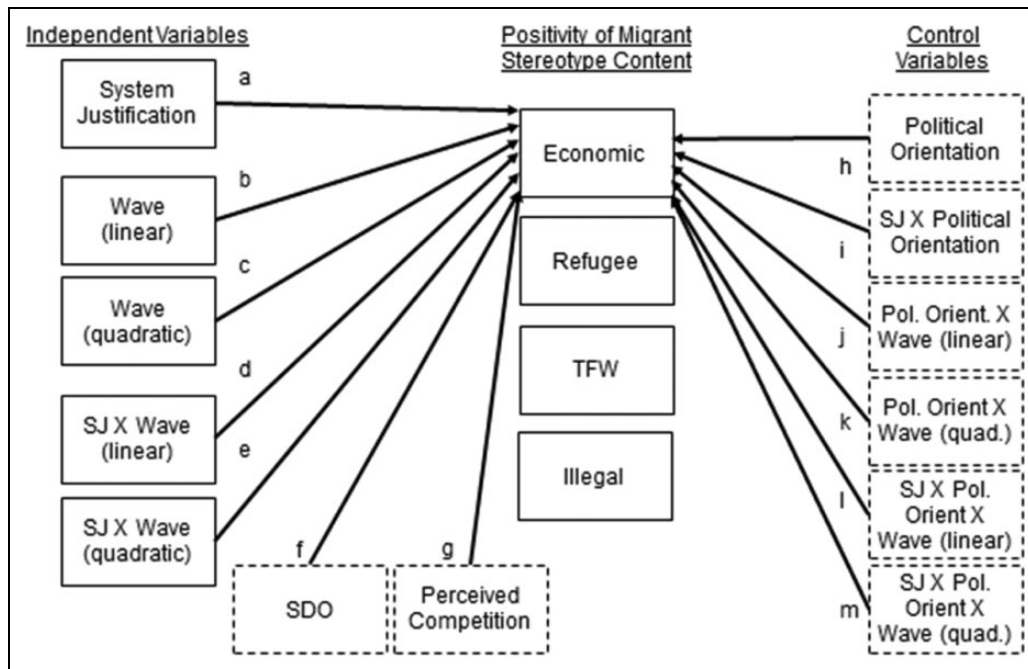 Independent Variables
System
Justification
Wave
(linear)
Wave
(quadratic)
SJ X Wave
(linear)
SJ X Wave
(quadratic)
a
b
c
d
e
f
g
SDO
Perceived
Competition
Positivity of Migrant
Stereotype Content
Economic
Refugee
TFW
Illegal
Control
Variables
Political
Orientation
SJ X Political
Orientation
Pol. Orient. X
Wave (linear)
Pol. Orient X
Wave (quad.)
SJ X Pol.
Orient X
Wave (linear)
SJ X Pol.
Orient X
Wave (quad.)
h
i
j
k
l
m